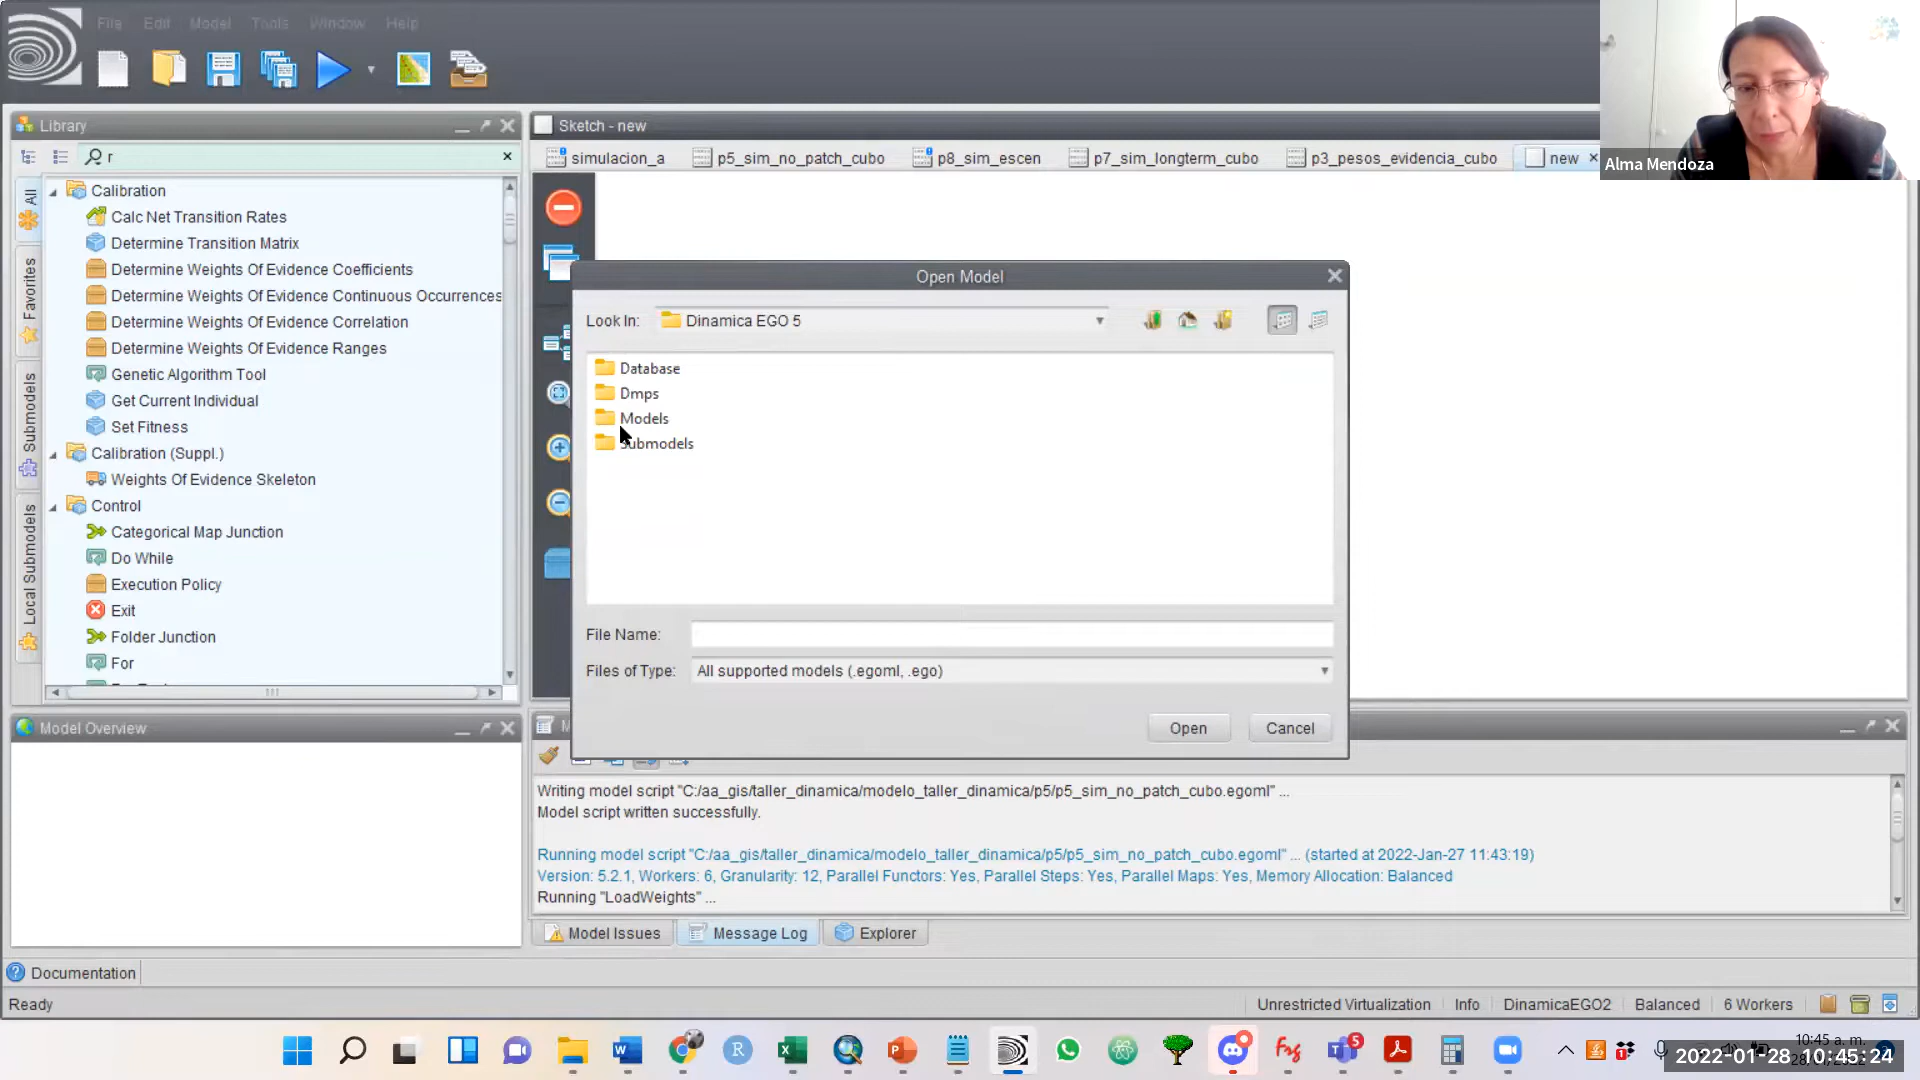 File Edit Model Tools Window Help
Library
r
All
Favorites
Submodels
Local Submodels
Calibration
Calc Net Transition Rates
Determine Transition Matrix
Determine Weights Of Evidence Coefficients
Determine Weights Of Evidence Continuous Occurrences
Determine Weights Of Evidence Correlation
Determine Weights Of Evidence Ranges
Genetic Algorithm Tool
Get Current Individual
Set Fitness
Calibration (Suppl.)
Weights Of Evidence Skeleton
Control
Categorical Map Junction
Do While
Execution Policy
Exit
Folder Junction
For
Sketch - new
simulacion_a p5_sim_no_patch_cubo p8_sim_escen p7_sim_longterm_cubo p3_pesos_evidencia_cubo new
Alma Mendoza
Open Model
Look In: Dinamica EGO 5
Database
Dmps
Models
Submodels
File Name:
Files of Type: All supported models (.egoml, .ego)
Open Cancel
Model Overview
Writing model script "C:/aa_gis/taller_dinamica/modelo_taller_dinamica/p5/p5_sim_no_patch_cubo.egoml" ...
Model script written successfully.
Running model script "C:/aa_gis/taller_dinamica/modelo_taller_dinamica/p5/p5_sim_no_patch_cubo.egoml" ... (started at 2022-Jan-27 11:43:19)
Version: 5.2.1, Workers: 6, Granularity: 12, Parallel Functors: Yes, Parallel Steps: Yes, Parallel Maps: Yes, Memory Allocation: Balanced
Running "LoadWeights" ...
Model Issues Message Log Explorer
Documentation
Ready
Unrestricted Virtualization Info DinamicaEGO2 Balanced 6 Workers
10:45 a. m.
2022-01-28 10:45:24